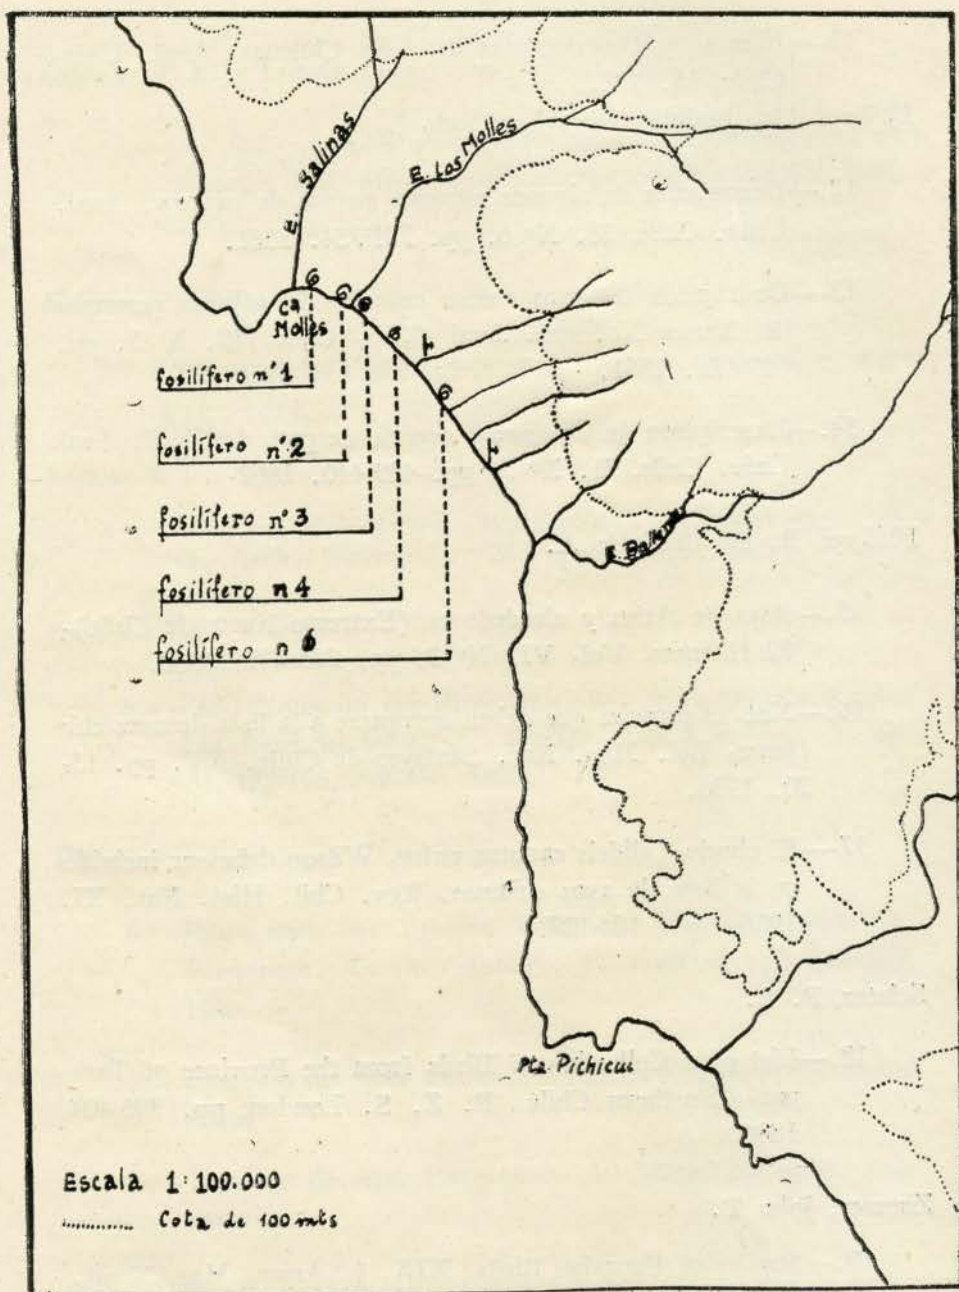 E. Salinas
E. Los Molles
Cª
Molles
fosilífero nº 1
fosilífero nº 2
fosilífero nº 3
fosilífero n 4
fosilífero n 6
E.
Pta Pichicui
Escala 1:100.000
Cota de 100 mts